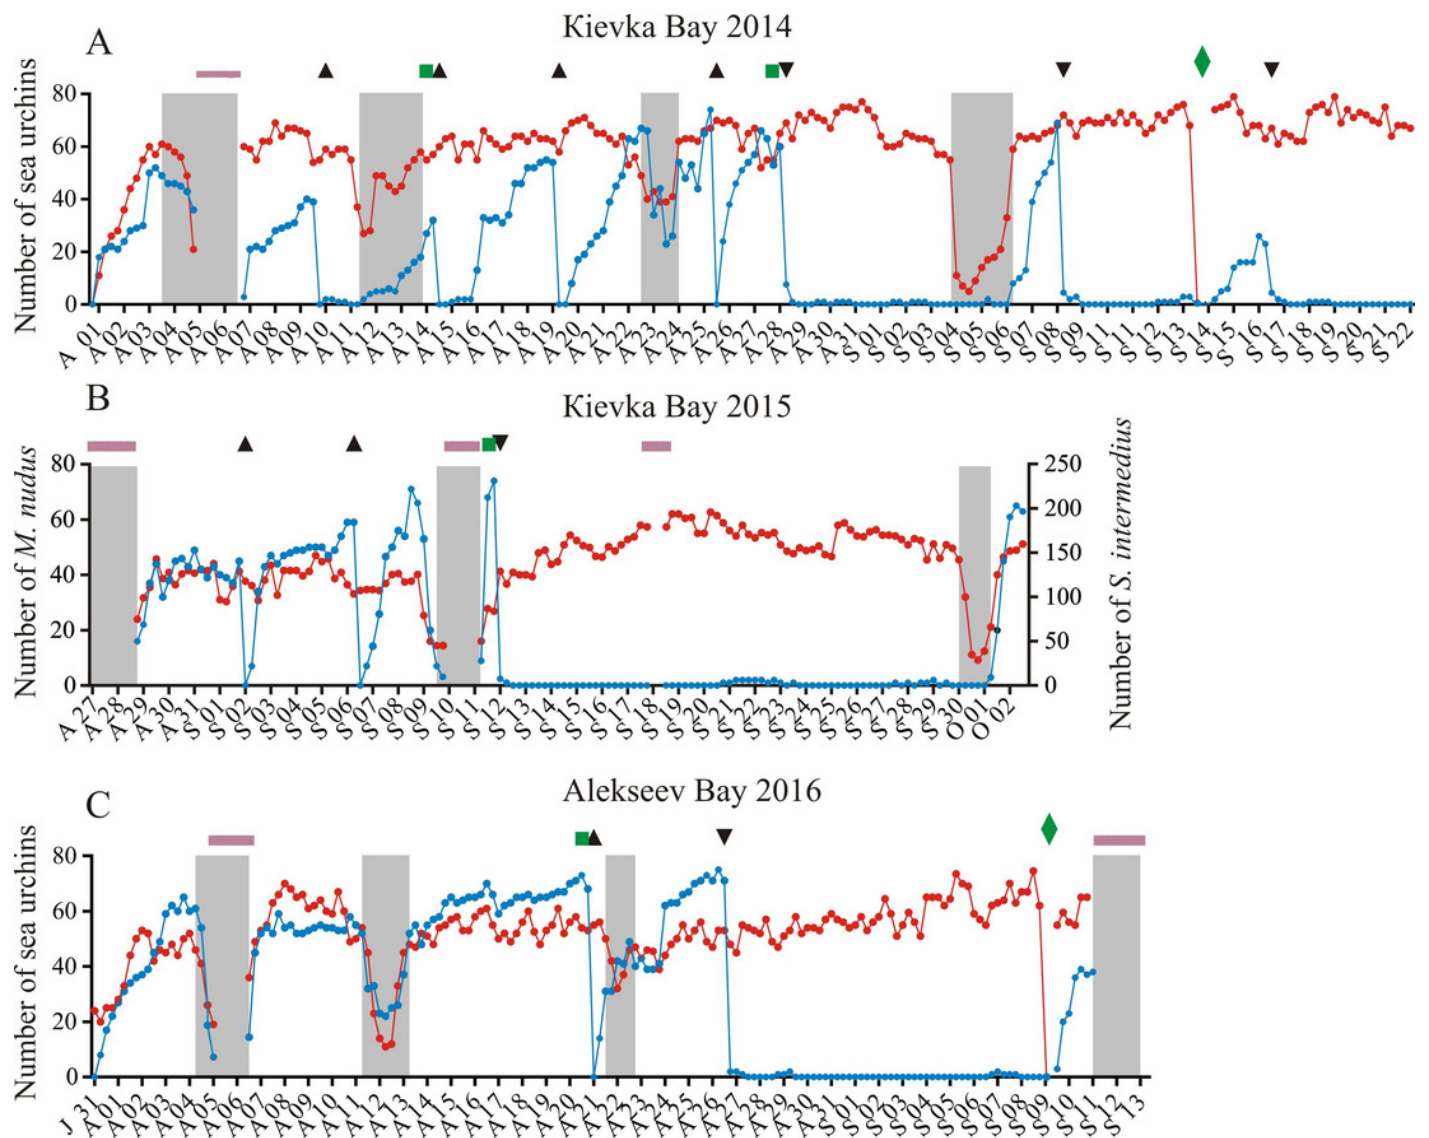 A
Kievka Bay 2014
Number of sea urchins
80
60
40
20
0
A 01 A 02 A 03 A 04 A 05 A 06 A 07 A 08 A 09 A 10 A 11 A 12 A 13 A 14 A 15 A 16 A 17 A 18 A 19 A 20 A 22 A 23 A 24 A 25 A 27 A 28 A 29 A 30 A 31 S 01 S 02 S 03 S 04 S 05 S 06 S 07 S 08 S 09 S 11 S 11 S 12 S 13 S 14 S 15 S 16 S 17 S 18 S 19 S 20 S 21 S 22
B
Kievka Bay 2015
Number of M. nudus
80
60
40
20
0
250
200
150
100
50
0
Number of S. intermedius
A 27 A 28 A 29 A 30 A 31 S 01 S 02 S 03 S 04 S 05 S 06 S 07 S 08 S 09 S 10 S 11 S 12 S 13 S 14 S 15 S 16 S 17 S 18 S 19 S 20 S 21 S 22 S 23 S 24 S 25 S 26 S 27 S 28 S 29 S 30 O 01 O 02
C
Alekseev Bay 2016
Number of sea urchins
80
60
40
20
0
J 31 A 01 A 02 A 03 A 04 A 05 A 06 A 07 A 08 A 09 A 10 A 11 A 12 A 13 A 14 A 15 A 16 A 17 A 18 A 19 A 20 A 21 A 22 A 23 A 24 A 25 A 26 A 27 A 28 A 29 A 30 A 31 S 01 S 02 S 03 S 04 S 05 S 06 S 07 S 08 S 09 S 10 S 11 S 12 S 13